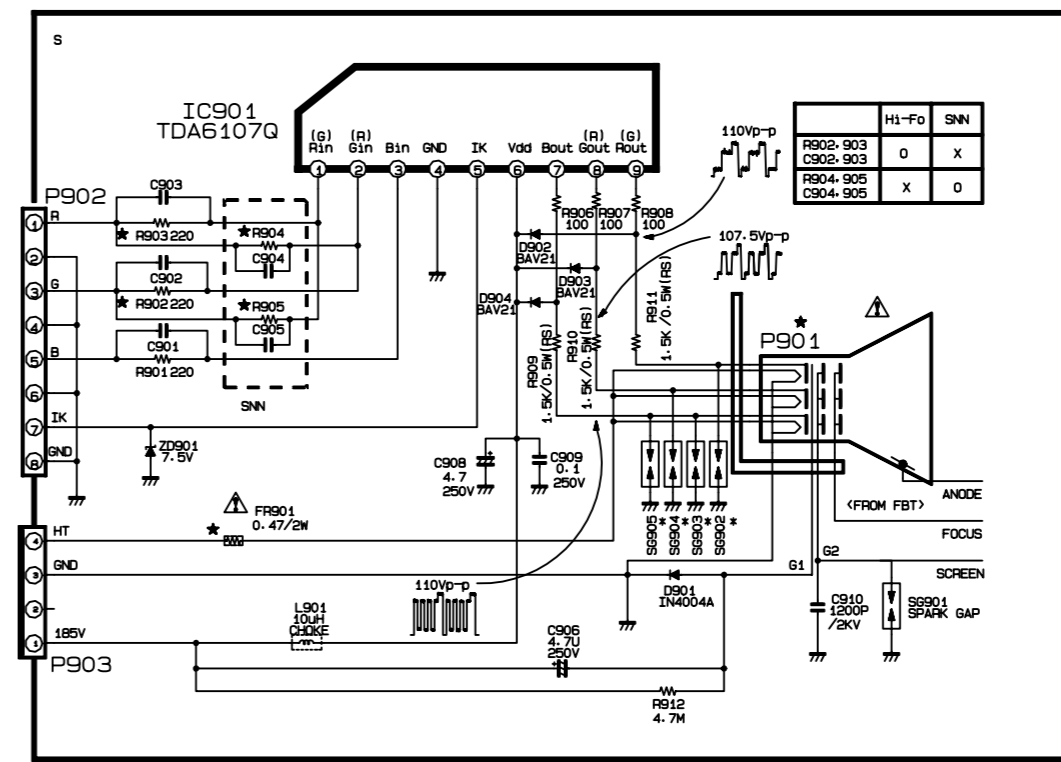 S
IC901
TDA6107Q
(G) (R) (R) (G)
Rin Gin Bin GND IK Vdd Bout Gout Rout
1 2 3 4 5 6 7 8 9
110Vp-p
Hi-Fo SNN
R902, 903
C902, 903
O X
R904, 905
C904, 905
X O
P902
1 R
2
3 G
4
5 B
6
7 IK
8 GND
C903
★ R903 220
C902
★ R902 220
C901
R901 220
★R904
C904
★R905
C905
SNN
ZD901
7.5V
R906 R907 R908
100 100 100
D902
BAV21
D903
BAV21
D904
BAV21
107.5Vp-p
R911
1.5K/0.5W(RS)
R910
1.5K/0.5W(RS)
R909
1.5K/0.5W(RS)
★
P901
C908
4.7
250V
C909
0.1
250V
SG905*
SG904*
SG903*
SG902*
<FROM FBT>
ANODE
FOCUS
SCREEN
G1
G2
★ FR901
0.47/2W
P903
4 HT
3 GND
2
1 185V
110Vp-p
L901
10uH
CHOKE
D901
IN4004A
C906
4.7U
250V
R912
4.7M
C910
1200P
/2KV
SG901
SPARK GAP